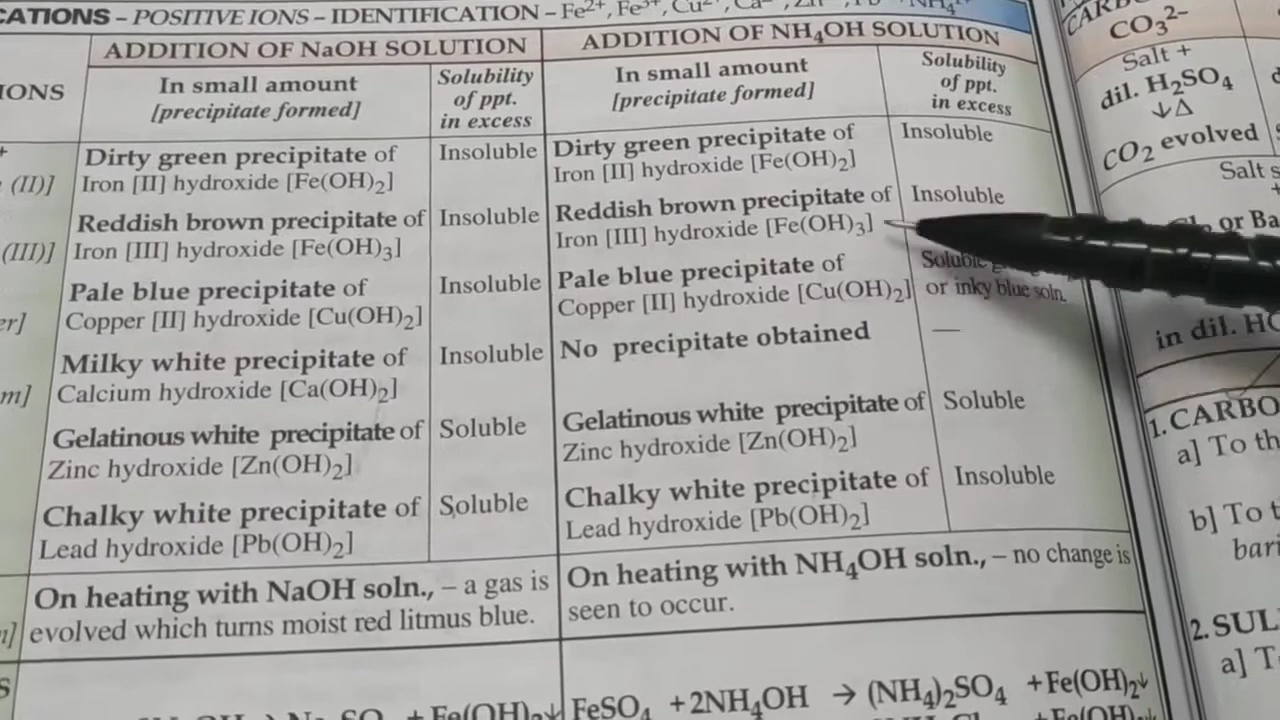 CATIONS – POSITIVE IONS – IDENTIFICATION – Fe²⁺, Fe³⁺, Cu²⁺, Ca²⁺,
ADDITION OF NaOH SOLUTION
ADDITION OF NH₄OH SOLUTION
IONS
In small amount
[precipitate formed]
Solubility
of ppt.
in excess
In small amount
[precipitate formed]
Solubility
of ppt.
in excess
(II)]
Dirty green precipitate of
Iron [II] hydroxide [Fe(OH)₂]
Insoluble
Dirty green precipitate of
Iron [II] hydroxide [Fe(OH)₂]
Insoluble
(III)]
Reddish brown precipitate of
Iron [III] hydroxide [Fe(OH)₃]
Insoluble
Reddish brown precipitate of
Iron [III] hydroxide [Fe(OH)₃]
Insoluble
er]
Pale blue precipitate of
Copper [II] hydroxide [Cu(OH)₂]
Insoluble
Pale blue precipitate of
Copper [II] hydroxide [Cu(OH)₂]
Soluble
or inky blue soln.
m]
Milky white precipitate of
Calcium hydroxide [Ca(OH)₂]
Insoluble
No precipitate obtained
—
Gelatinous white precipitate of
Zinc hydroxide [Zn(OH)₂]
Soluble
Gelatinous white precipitate of
Zinc hydroxide [Zn(OH)₂]
Soluble
Chalky white precipitate of
Lead hydroxide [Pb(OH)₂]
Soluble
Chalky white precipitate of
Lead hydroxide [Pb(OH)₂]
Insoluble
On heating with NaOH soln., – a gas is
evolved which turns moist red litmus blue.
On heating with NH₄OH soln., – no change is
seen to occur.
FeSO₄ + 2NH₄OH → (NH₄)₂SO₄ + Fe(OH)₂↓
CO₃²⁻
Salt +
dil. H₂SO₄
↓Δ
CO₂ evolved
Salt s
or Ba
in dil. HC
1. CARBO
a] To th
b] To t
bari
2. SUL
a] T